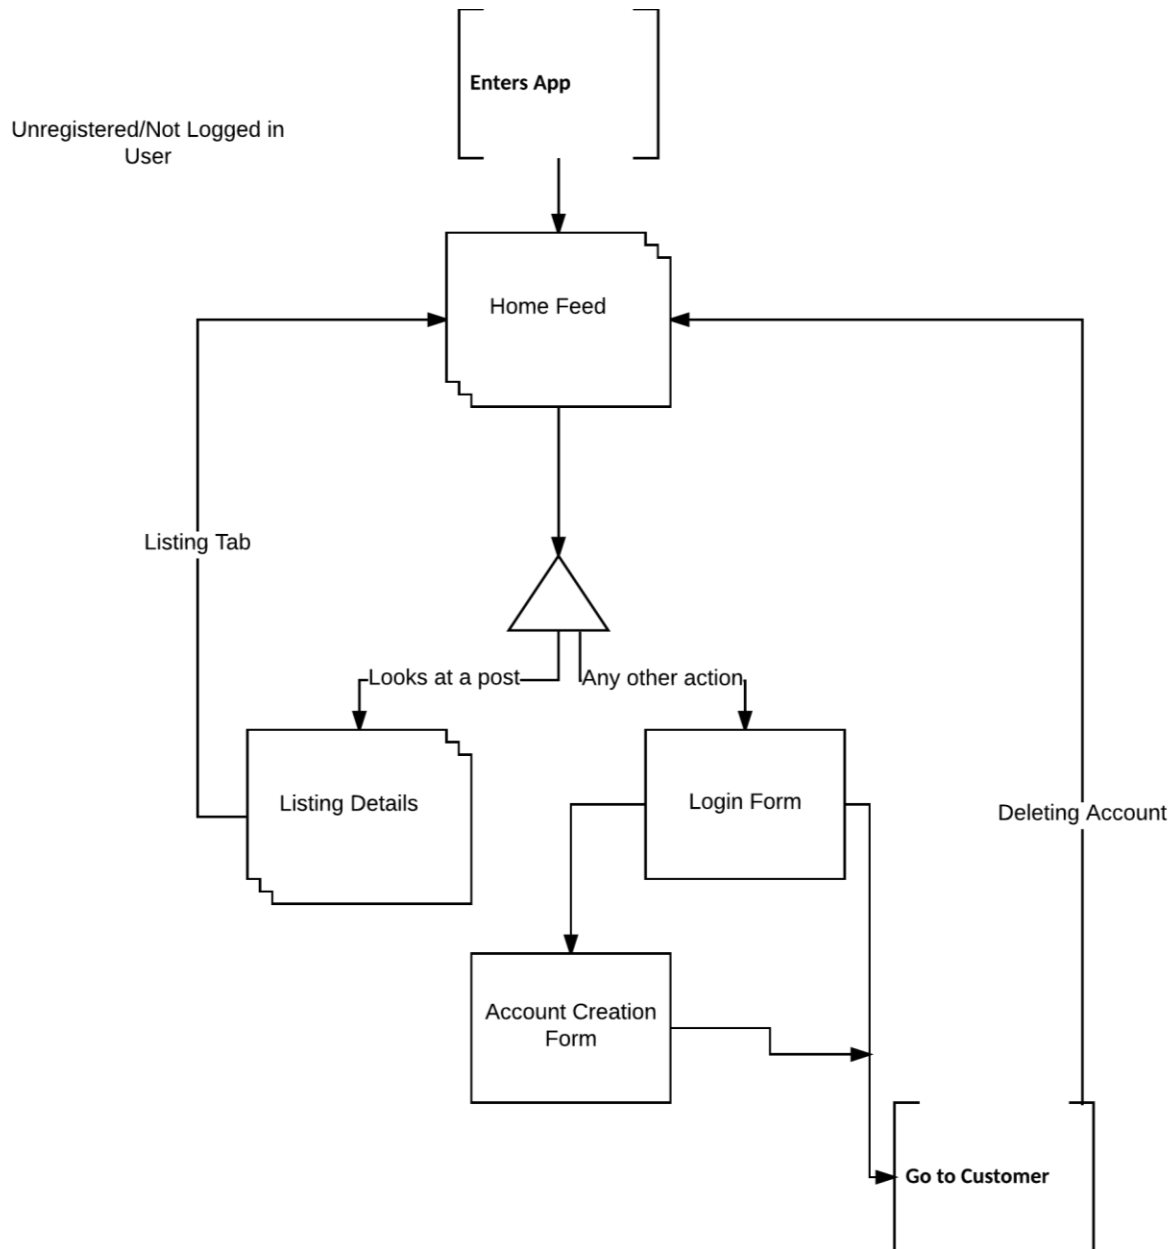 Enters App
Unregistered/Not Logged in
User
Home Feed
Listing Tab
Looks at a post
Any other action
Listing Details
Login Form
Deleting Account
Account Creation
Form
Go to Customer